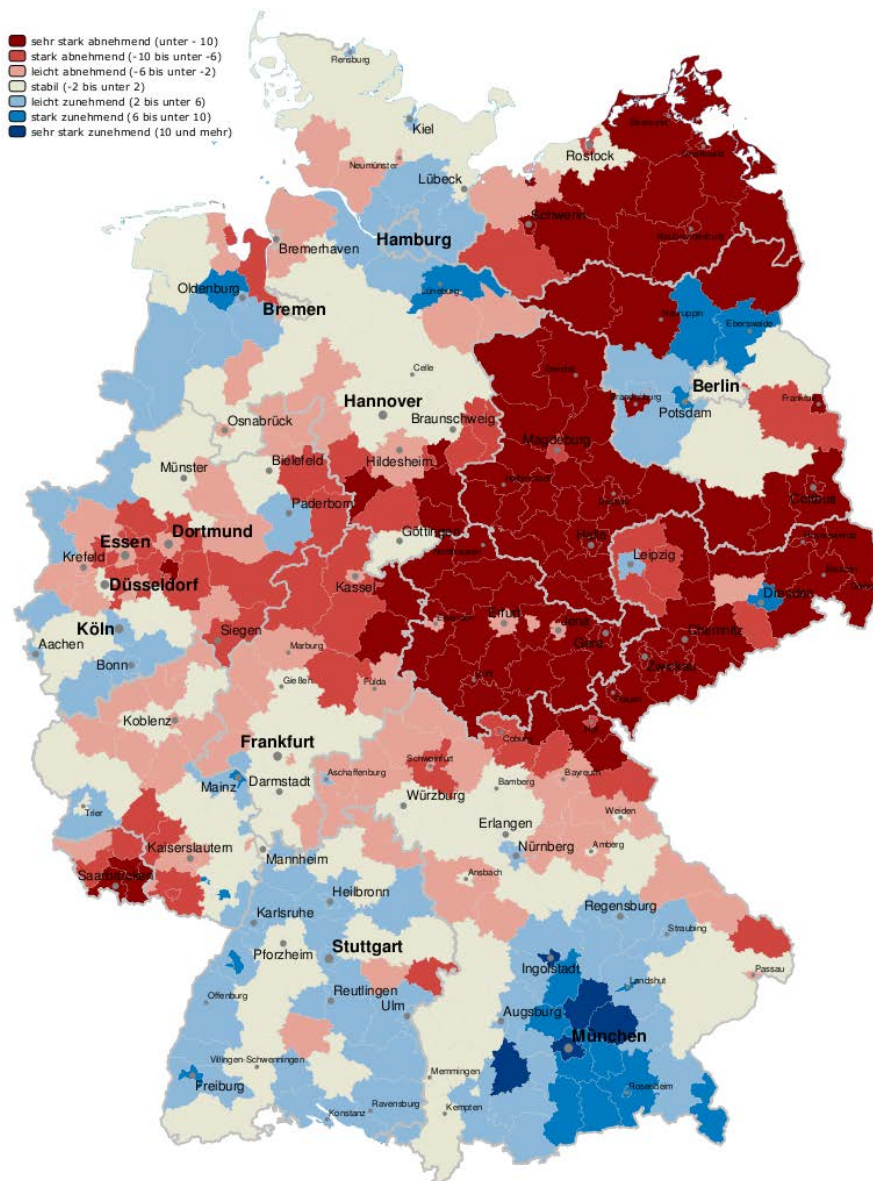 sehr stark abnehmend (unter - 10)
stark abnehmend (-10 bis unter -6)
leicht abnehmend (-6 bis unter -2)
stabil (-2 bis unter 2)
leicht zunehmend (2 bis unter 6)
stark zunehmend (6 bis unter 10)
sehr stark zunehmend (10 und mehr)
Kiel
Rostock
Neumünster
Lübeck
Schwerin
Hamburg
Bremerhaven
Oldenburg
Lüneburg
Bremen
Eberswalde
Celle
Berlin
Hannover
Potsdam
Osnabrück
Braunschweig
Magdeburg
Münster
Bielefeld
Hildesheim
Paderborn
Cottbus
Essen
Dortmund
Göttingen
Halle
Krefeld
Leipzig
Düsseldorf
Kassel
Dresden
Erfurt
Jena
Gera
Köln
Siegen
Chemnitz
Aachen
Marburg
Zwickau
Bonn
Gießen
Fulda
Koblenz
Coburg
Frankfurt
Schweinfurt
Mainz
Darmstadt
Aschaffenburg
Bamberg
Bayreuth
Trier
Würzburg
Weiden
Erlangen
Kaiserslautern
Mannheim
Nürnberg
Amberg
Saarbrücken
Ansbach
Heilbronn
Karlsruhe
Regensburg
Straubing
Pforzheim
Stuttgart
Ingolstadt
Passau
Reutlingen
Landshut
Offenburg
Ulm
Augsburg
München
Villingen-Schwenningen
Memmingen
Freiburg
Rosenheim
Ravensburg
Kempten
Konstanz